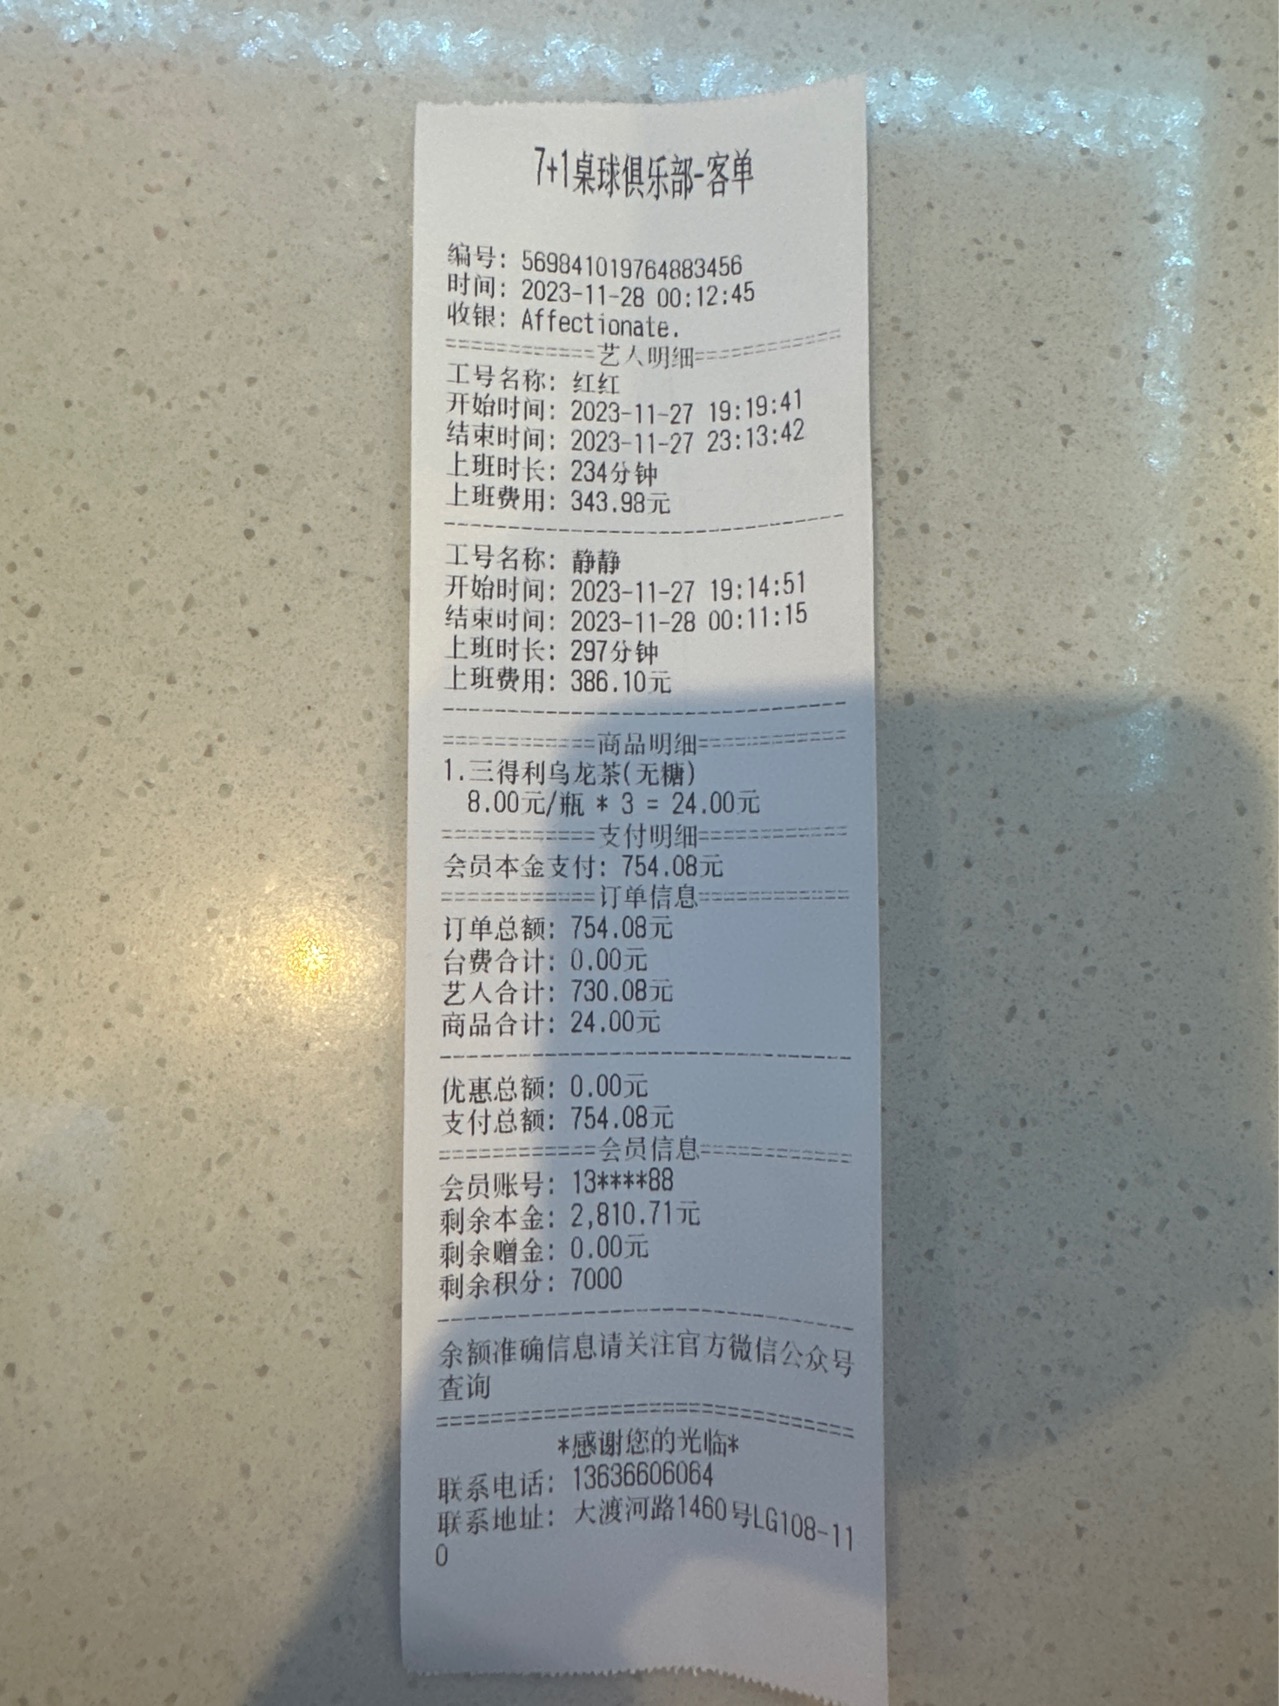 7+1桌球俱乐部-客单
编号: 569841019764883456
时间: 2023-11-28 00:12:45
收银: Affectionate.
============艺人明细============
工号名称: 红红
开始时间: 2023-11-27 19:19:41
结束时间: 2023-11-27 23:13:42
上班时长: 234分钟
上班费用: 343.98元
--------------------------------
工号名称: 静静
开始时间: 2023-11-27 19:14:51
结束时间: 2023-11-28 00:11:15
上班时长: 297分钟
上班费用: 386.10元
--------------------------------
============商品明细============
1.三得利乌龙茶(无糖)
8.00元/瓶 * 3 = 24.00元
============支付明细============
会员本金支付: 754.08元
============订单信息============
订单总额: 754.08元
台费合计: 0.00元
艺人合计: 730.08元
商品合计: 24.00元
--------------------------------
优惠总额: 0.00元
支付总额: 754.08元
============会员信息============
会员账号: 13****88
剩余本金: 2,810.71元
剩余赠金: 0.00元
剩余积分: 7000
--------------------------------
余额准确信息请关注官方微信公众号
查询
================================
*感谢您的光临*
联系电话: 13636606064
联系地址: 大渡河路1460号LG108-11
0